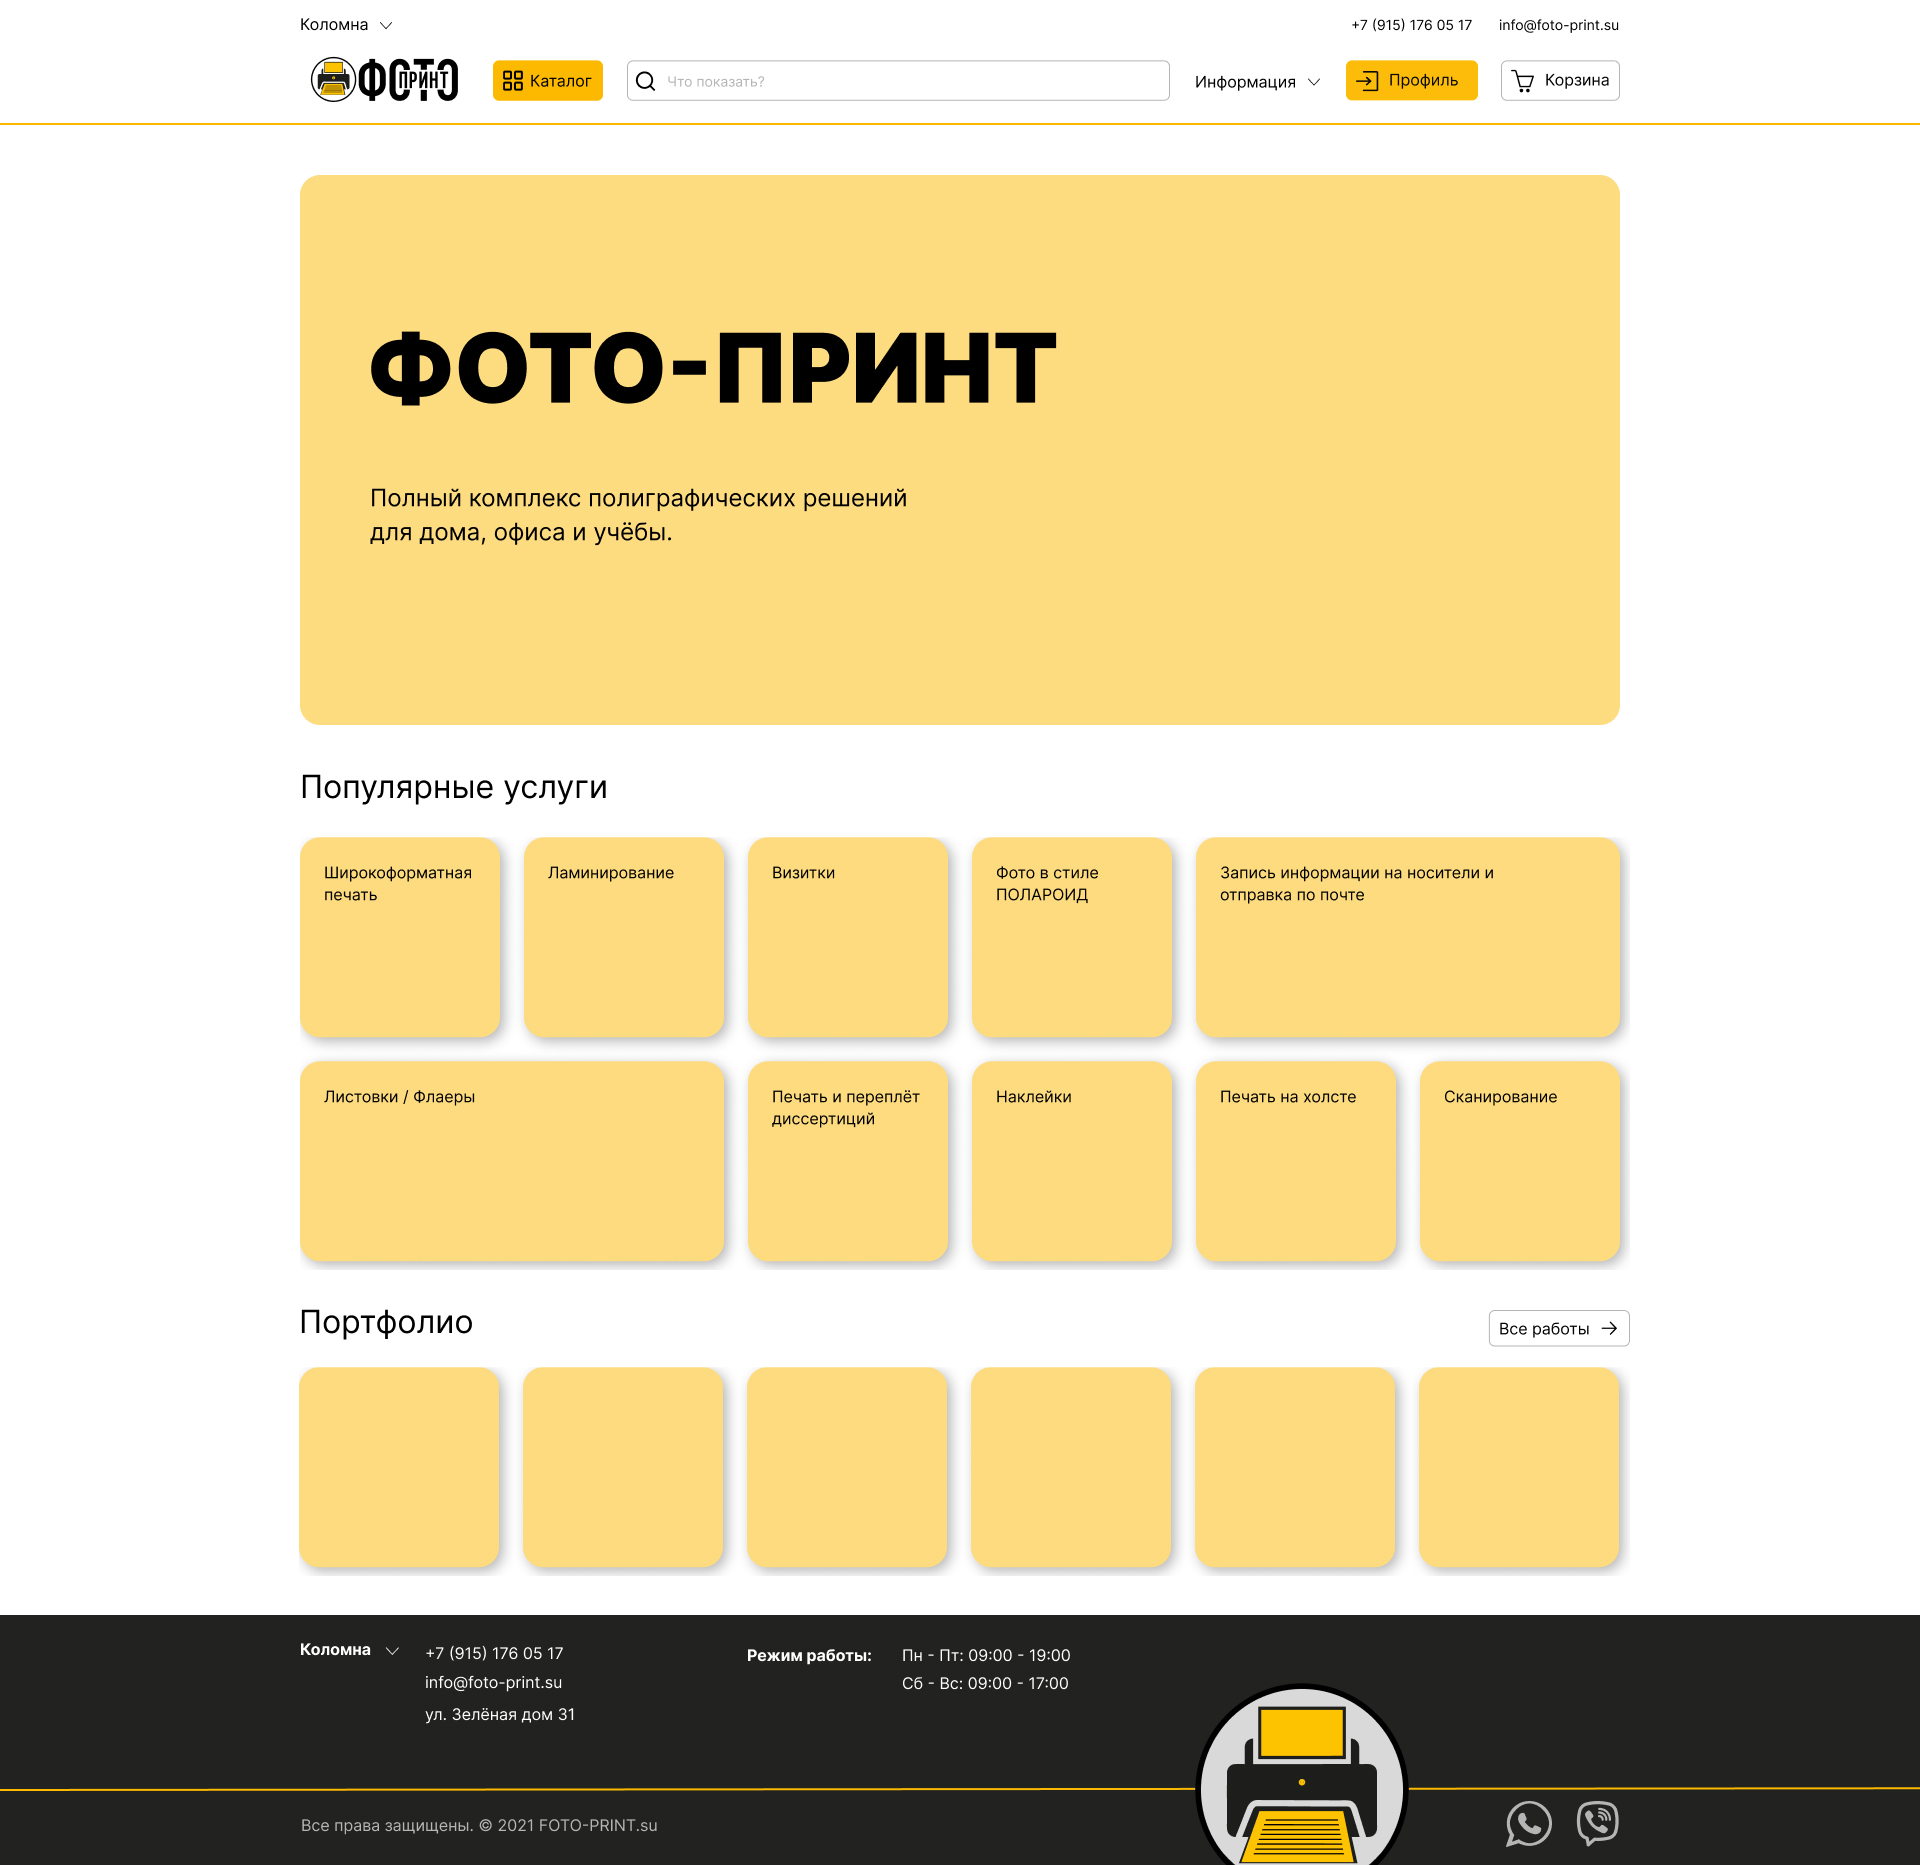 Коломна
+7 (915) 176 05 17
info@foto-print.su
ФОТО
ПРИНТ
Каталог
Что показать?
Информация
Профиль
Корзина
ФОТО-ПРИНТ
Полный комплекс полиграфических решений
для дома, офиса и учёбы.
Популярные услуги
Широкоформатная
печать
Ламинирование
Визитки
Фото в стиле
ПОЛАРОИД
Запись информации на носители и
отправка по почте
Листовки / Флаеры
Печать и переплёт
диссертиций
Наклейки
Печать на холсте
Сканирование
Портфолио
Все работы
Коломна
+7 (915) 176 05 17
info@foto-print.su
ул. Зелёная дом 31
Режим работы:
Пн - Пт: 09:00 - 19:00
Сб - Вс: 09:00 - 17:00
Все права защищены. © 2021 FOTO-PRINT.su